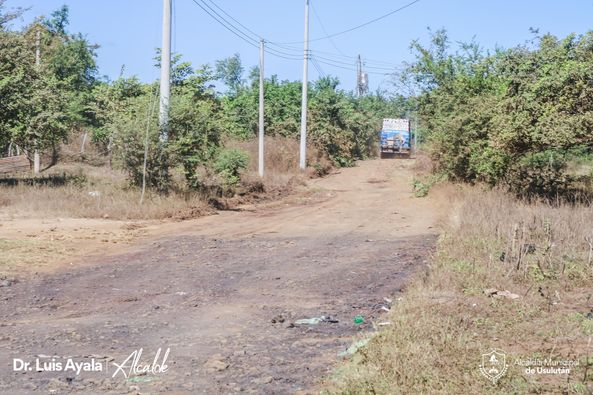 Dr. Luis Ayala
Alcalde
Alcaldía Municipal
de Usulután